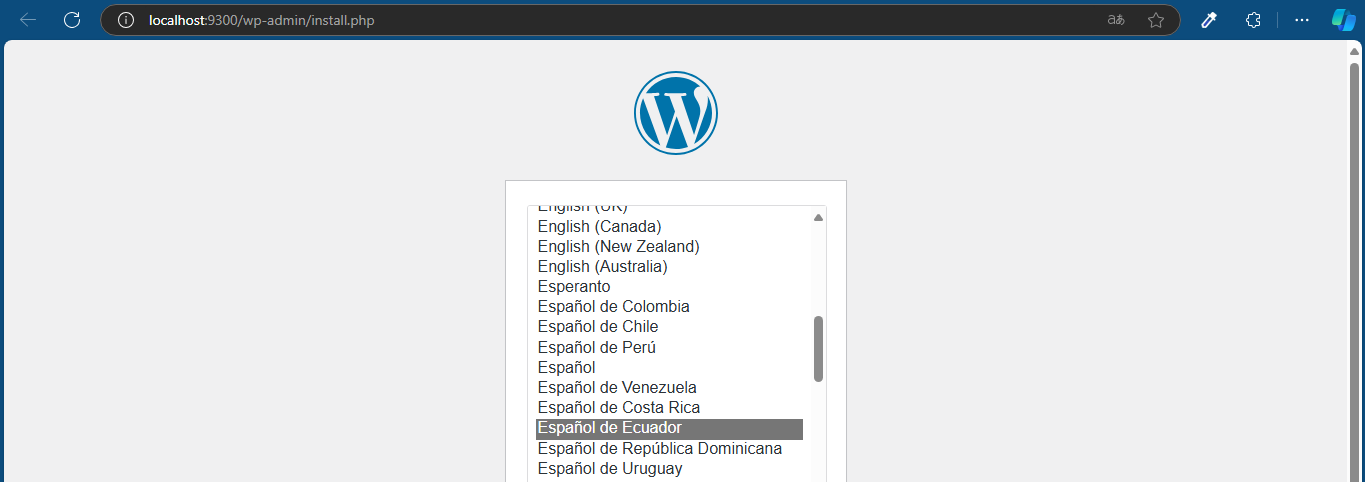 localhost:9300/wp-admin/install.php
English (UK)
English (Canada)
English (New Zealand)
English (Australia)
Esperanto
Español de Colombia
Español de Chile
Español de Perú
Español
Español de Venezuela
Español de Costa Rica
Español de Ecuador
Español de República Dominicana
Español de Uruguay